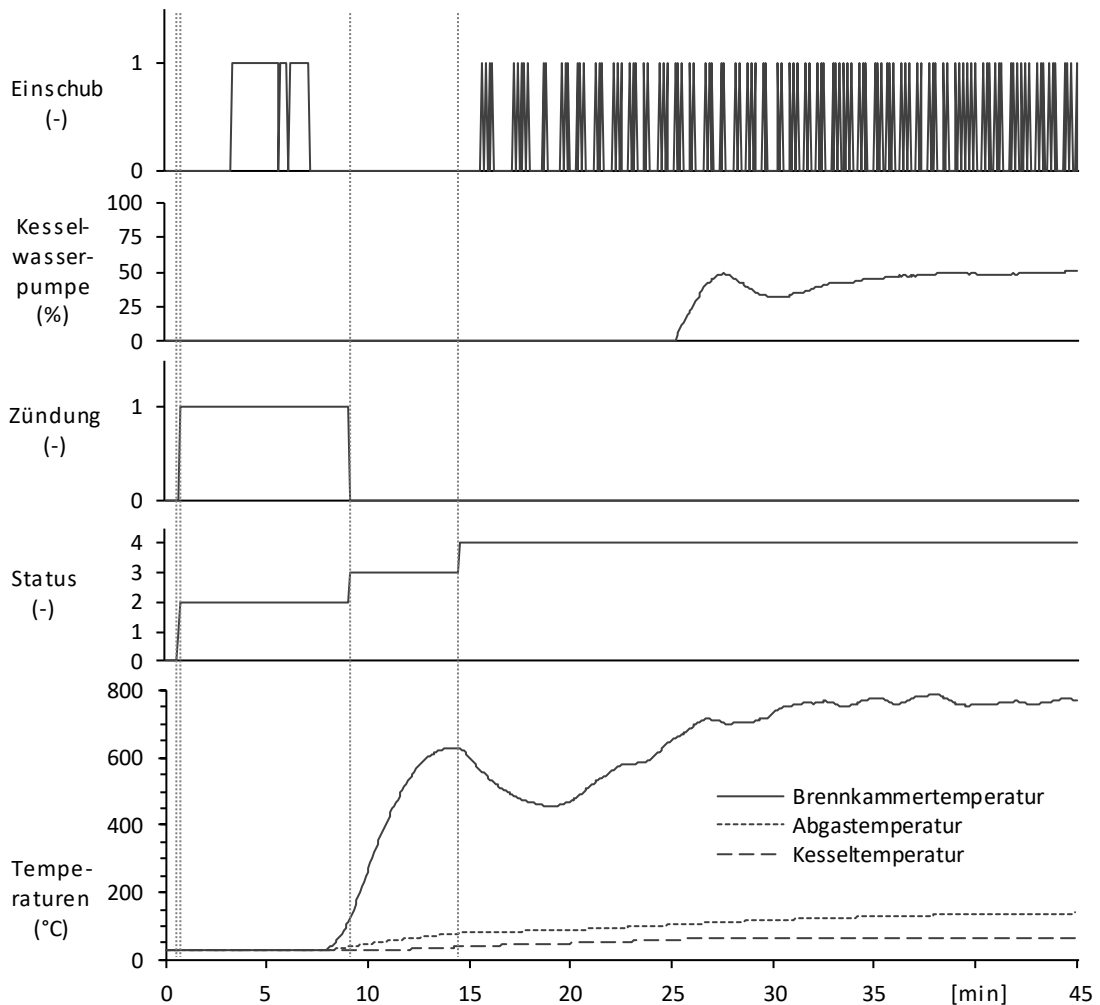 1
Einschub
(-)
0
100
Kessel-
75
wasser-
50
pumpe
25
(%)
0
1
Zündung
(-)
0
4
3
Status
2
(-)
1
0
800
600
Brennkammertemperatur
Abgastemperatur
400
Kesseltemperatur
Tempe-
raturen
200
(°C)
0
0 5 10 15 20 25 30 35 [min] 45